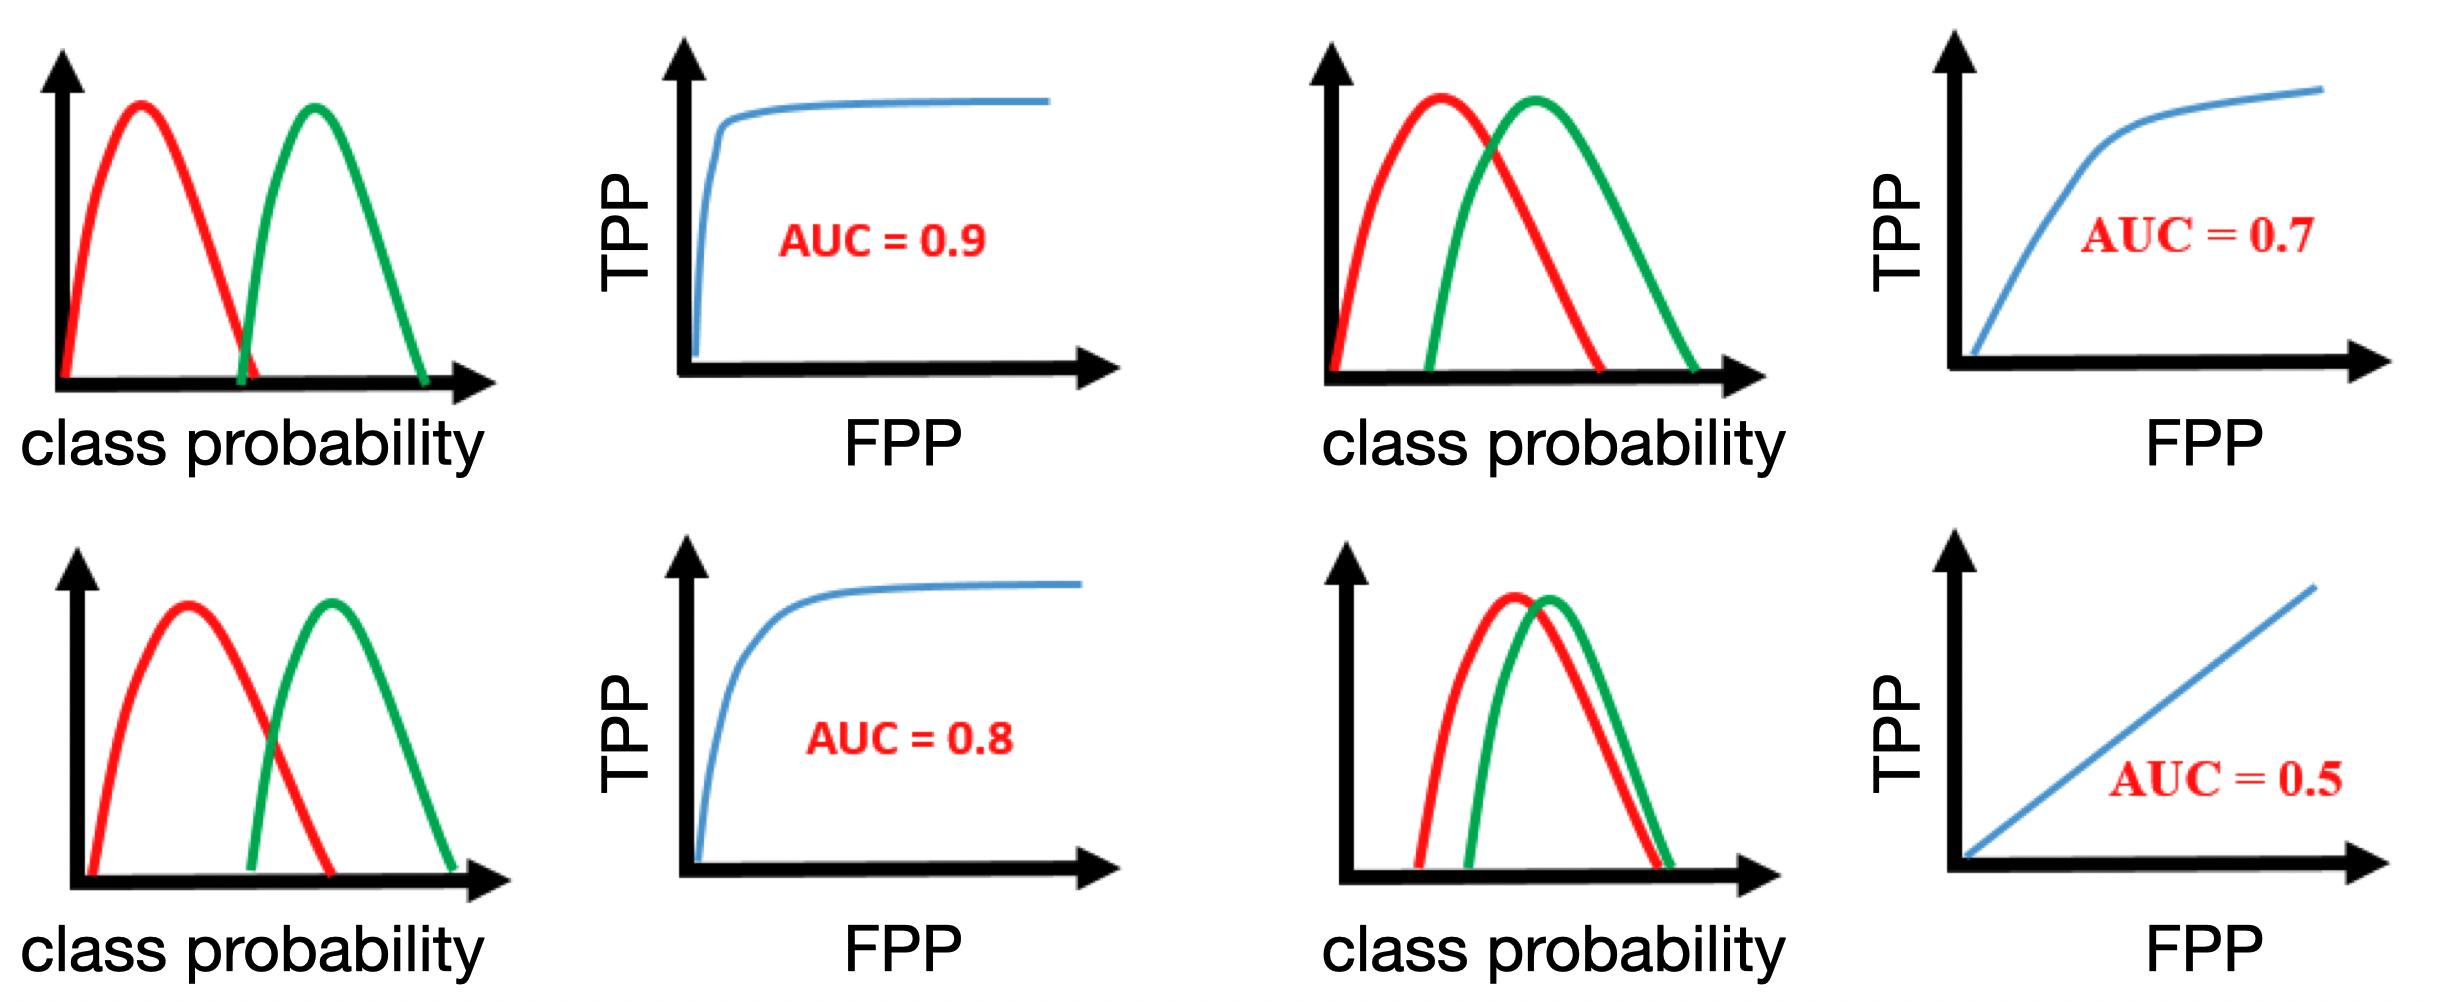 TPP
AUC = 0.9
class probability
FPP
TPP
AUC = 0.7
class probability
FPP
TPP
AUC = 0.8
class probability
FPP
TPP
AUC = 0.5
class probability
FPP